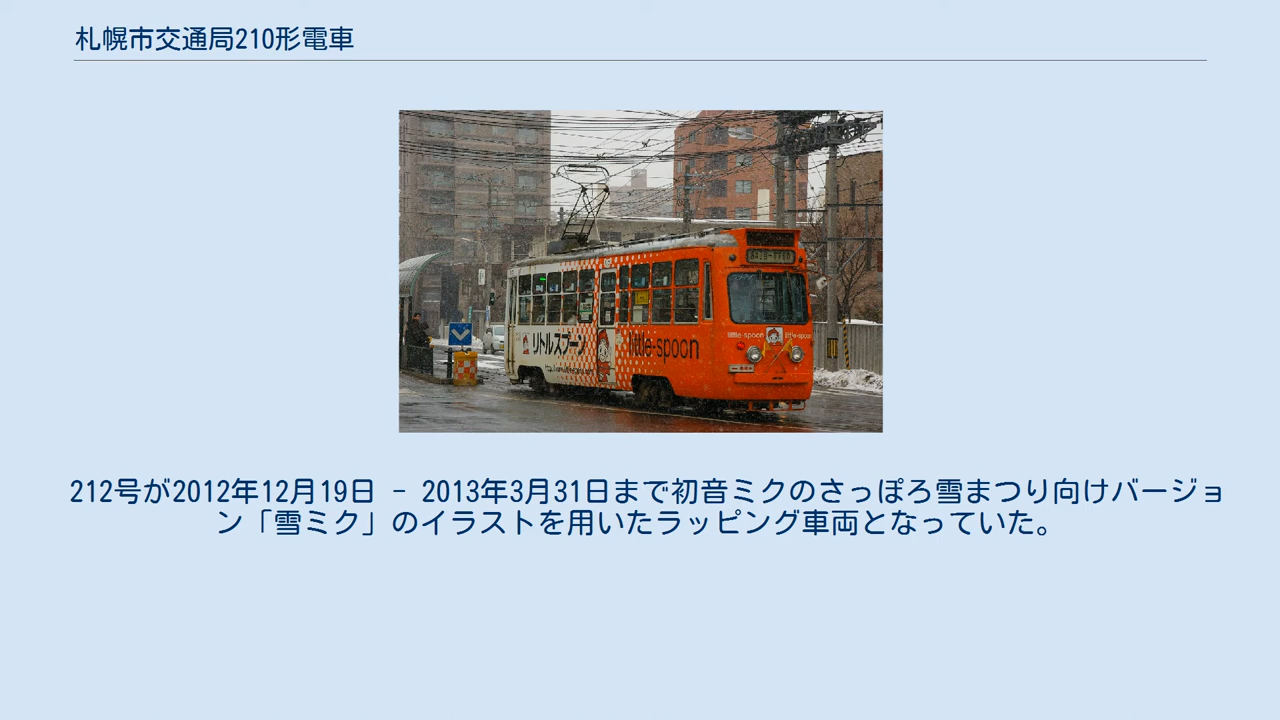 札幌市交通局210形電車
リトルスプーン
little-spoon
little-spoon
little-spoon
212号が2012年12月19日 - 2013年3月31日まで初音ミクのさっぽろ雪まつり向けバージョ
ン「雪ミク」のイラストを用いたラッピング車両となっていた。